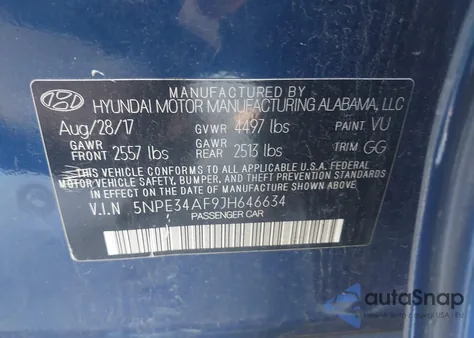 MANUFACTURED BY
HYUNDAI MOTOR MANUFACTURING ALABAMA, LLC
Aug/28/17 GVWR 4497 lbs PAINT VU
GAWR FRONT 2557 lbs GAWR REAR 2513 lbs TRIM GG
THIS VEHICLE CONFORMS TO ALL APPLICABLE U.S.A. FEDERAL
MOTOR VEHICLE SAFETY, BUMPER, AND THEFT PREVENTION
STANDARDS IN EFFECT ON THE DATE OF MANUFACTURE SHOWN ABOVE.
V.I.N 5NPE34AF9JH646634
PASSENGER CAR
autoSnap